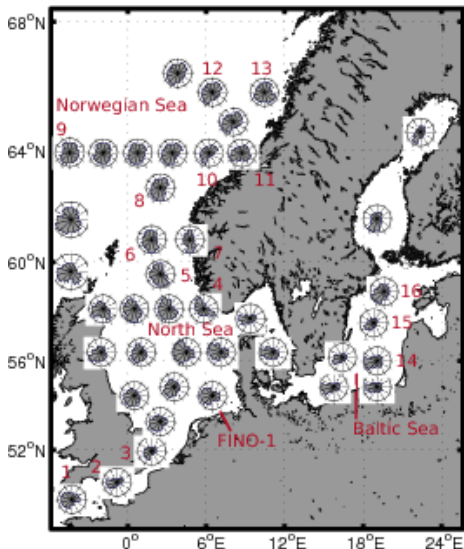 68°N
12 13
Norwegian Sea
9
64°N
10 11
8
6 7
5
60°N
4
16
North Sea
15
56°N
14
Baltic Sea
FINO-1
52°N
3
1 2
0° 6°E 12°E 18°E 24°E